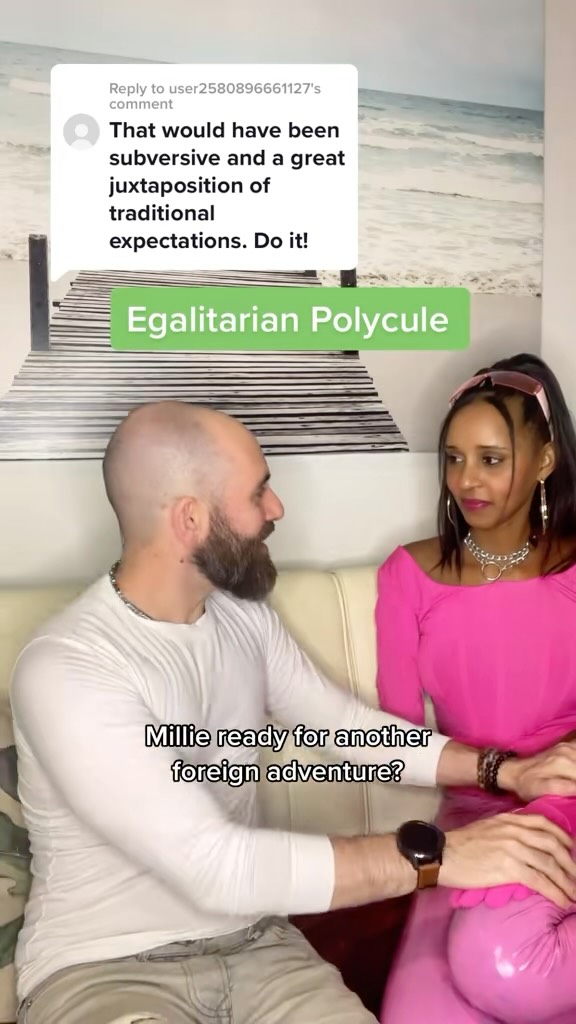 Reply to user2580896661127's
comment
That would have been
subversive and a great
juxtaposition of
traditional
expectations. Do it!
Egalitarian Polycule
Millie ready for another
foreign adventure?